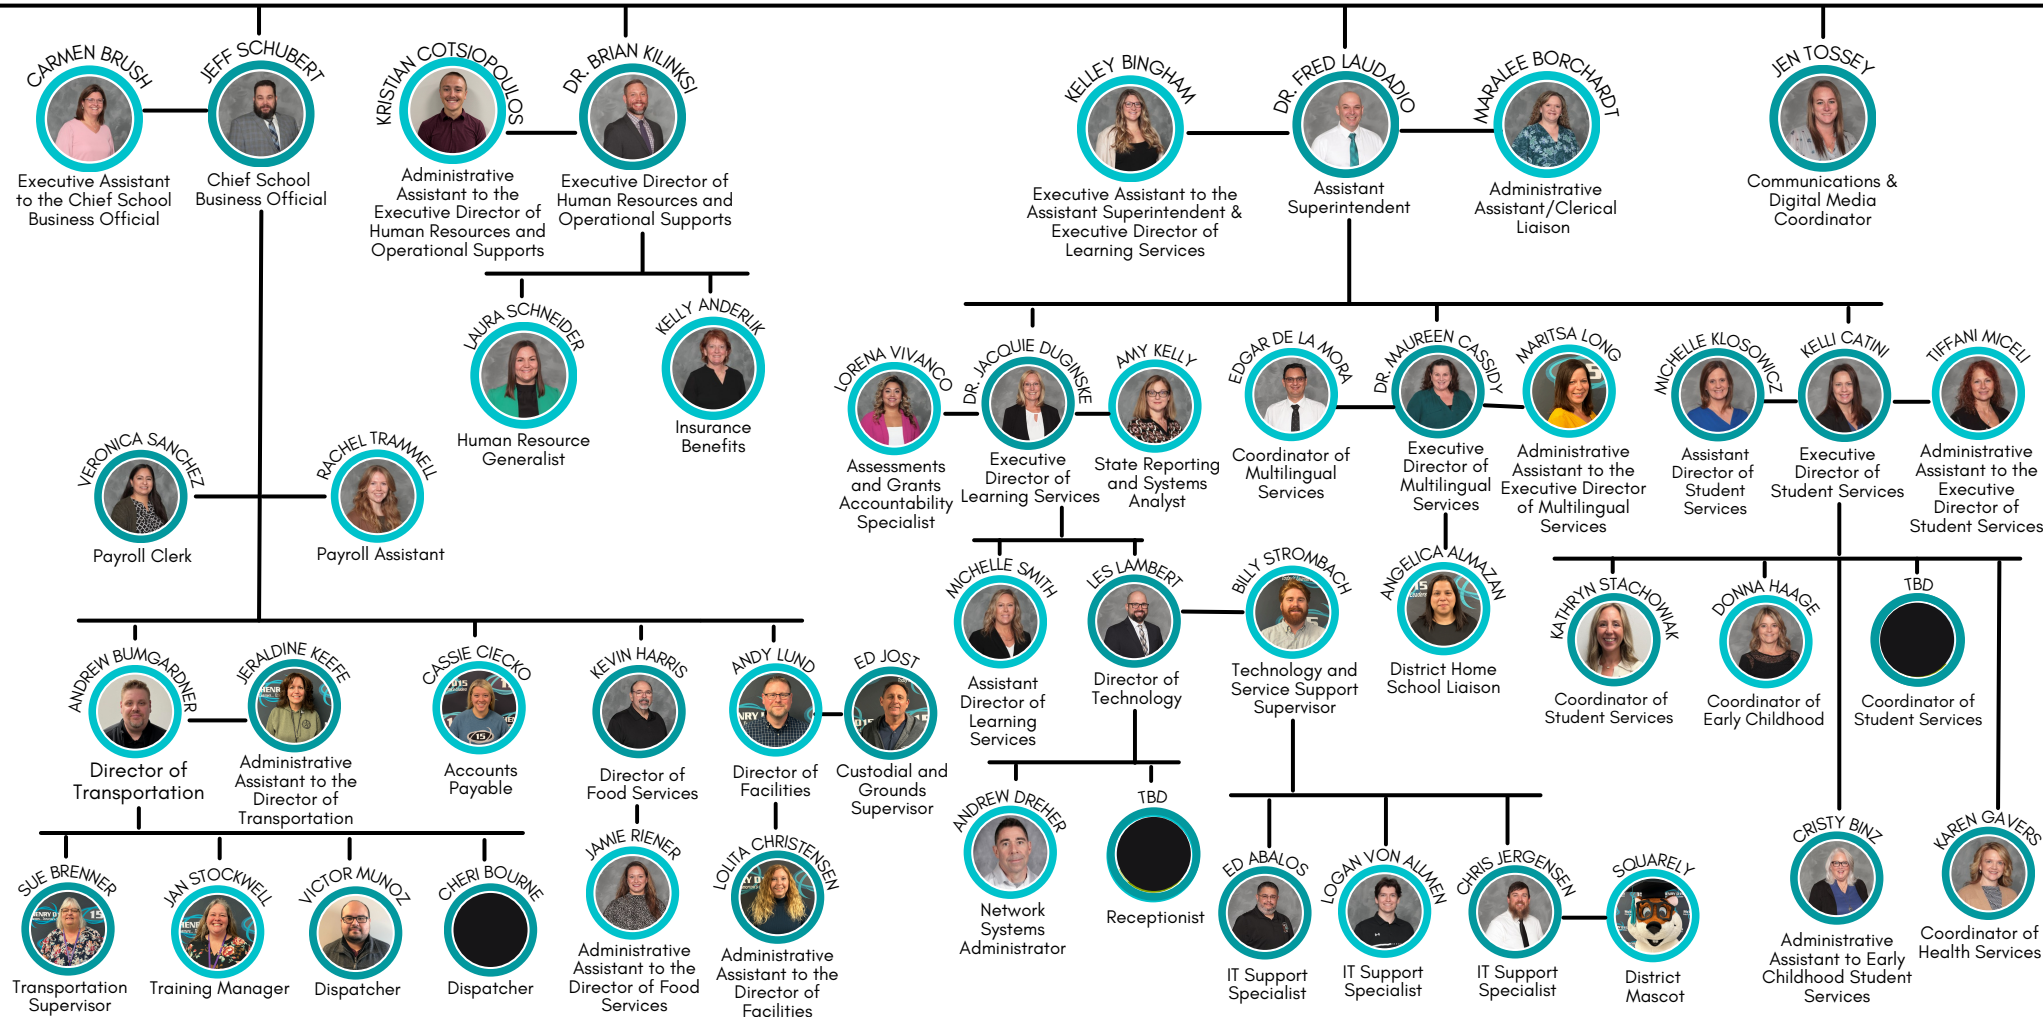 CARMEN BRUSH
Executive Assistant
to the Chief School
Business Official
JEFF SCHUBERT
Chief School
Business Official
KRISTIAN COTSIOPOULOS
Administrative
Assistant to the
Executive Director of
Human Resources and
Operational Supports
DR. BRIAN KILINKSI
Executive Director of
Human Resources and
Operational Supports
KELLEY BINGHAM
Executive Assistant to the
Assistant Superintendent &
Executive Director of
Learning Services
DR. FRED LAUDADIO
Assistant
Superintendent
MARALEE BORCHARDT
Administrative
Assistant/Clerical
Liaison
JEN TOSSEY
Communications &
Digital Media
Coordinator
LAURA SCHNEIDER
Human Resource
Generalist
KELLY ANDERLIK
Insurance
Benefits
LORENA VIVANCO
Assessments
and Grants
Accountability
Specialist
DR. JACQUIE DUGINSKE
Executive
Director of
Learning Services
AMY KELLY
State Reporting
and Systems
Analyst
EDGAR DE LA MORA
Coordinator of
Multilingual
Services
DR. MAUREEN CASSIDY
Executive
Director of
Multilingual
Services
MARITSA LONG
Administrative
Assistant to the
Executive Director
of Multilingual
Services
MICHELLE KLOSOWICZ
Assistant
Director of
Student
Services
KELLI CATINI
Executive
Director of
Student Services
TIFFANI MICELI
Administrative
Assistant to the
Executive
Director of
Student Services
VERONICA SANCHEZ
Payroll Clerk
RACHEL TRAMMELL
Payroll Assistant
MICHELLE SMITH
Assistant
Director of
Learning
Services
LES LAMBERT
Director of
Technology
BILLY STROMBACH
Technology and
Service Support
Supervisor
ANGELICA ALMAZAN
District Home
School Liaison
KATHRYN STACHOWIAK
Coordinator of
Student Services
DONNA HAAGE
Coordinator of
Early Childhood
TBD
Coordinator of
Student Services
ANDREW BUMGARDNER
Director of
Transportation
JERALDINE KEEFE
Administrative
Assistant to the
Director of
Transportation
CASSIE CIECKO
15
Accounts
Payable
KEVIN HARRIS
Director of
Food Services
ANDY LUND
Director of
Facilities
ED JOST
Custodial and
Grounds
Supervisor
SUE BRENNER
Transportation
Supervisor
JAN STOCKWELL
Training Manager
VICTOR MUNOZ
Dispatcher
CHERI BOURNE
Dispatcher
JAMIE RIENER
Administrative
Assistant to the
Director of Food
Services
LOLITA CHRISTENSEN
Administrative
Assistant to the
Director of
Facilities
ANDREW DREHER
Network
Systems
Administrator
TBD
Receptionist
ED ABALOS
IT Support
Specialist
LOGAN VON ALLMEN
IT Support
Specialist
CHRIS JERGENSEN
IT Support
Specialist
SQUARELY
District
Mascot
CRISTY BINZ
Administrative
Assistant to Early
Childhood Student
Services
KAREN GAVERS
Coordinator of
Health Services